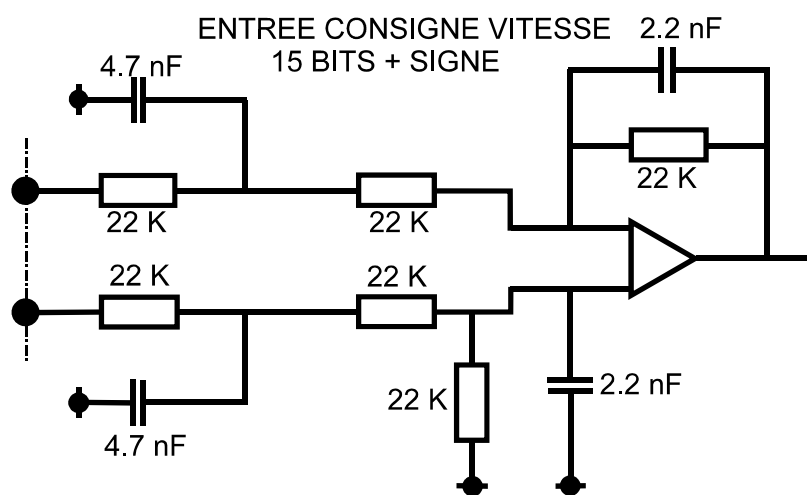 ENTREE CONSIGNE VITESSE
15 BITS + SIGNE
4.7 nF
2.2 nF
22 K
22 K
22 K
22 K
22 K
22 K
2.2 nF
4.7 nF